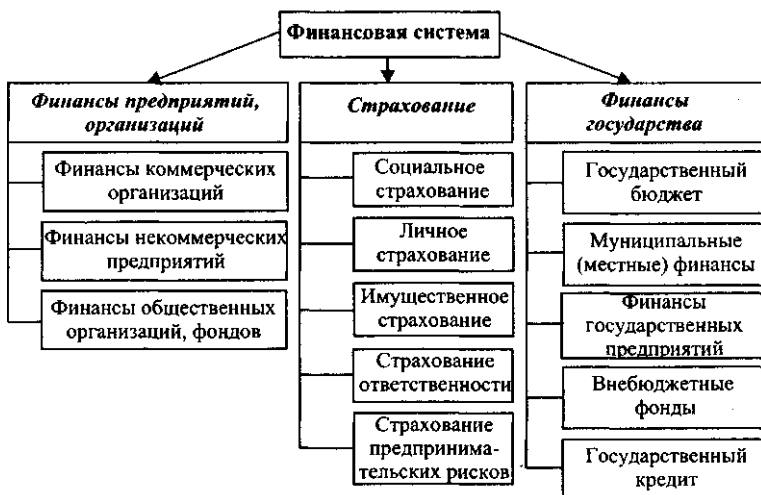 Финансовая система
Финансы предприятий,
организаций
Финансы коммерческих
организаций
Финансы некоммерческих
предприятий
Финансы общественных
организаций, фондов
Страхование
Социальное
страхование
Личное
страхование
Имущественное
страхование
Страхование
ответственности
Страхование
предпринима-
тельских рисков
Финансы
государства
Государственный
бюджет
Муниципальные
(местные) финансы
Финансы
государственных
предприятий
Внебюджетные
фонды
Государственный
кредит